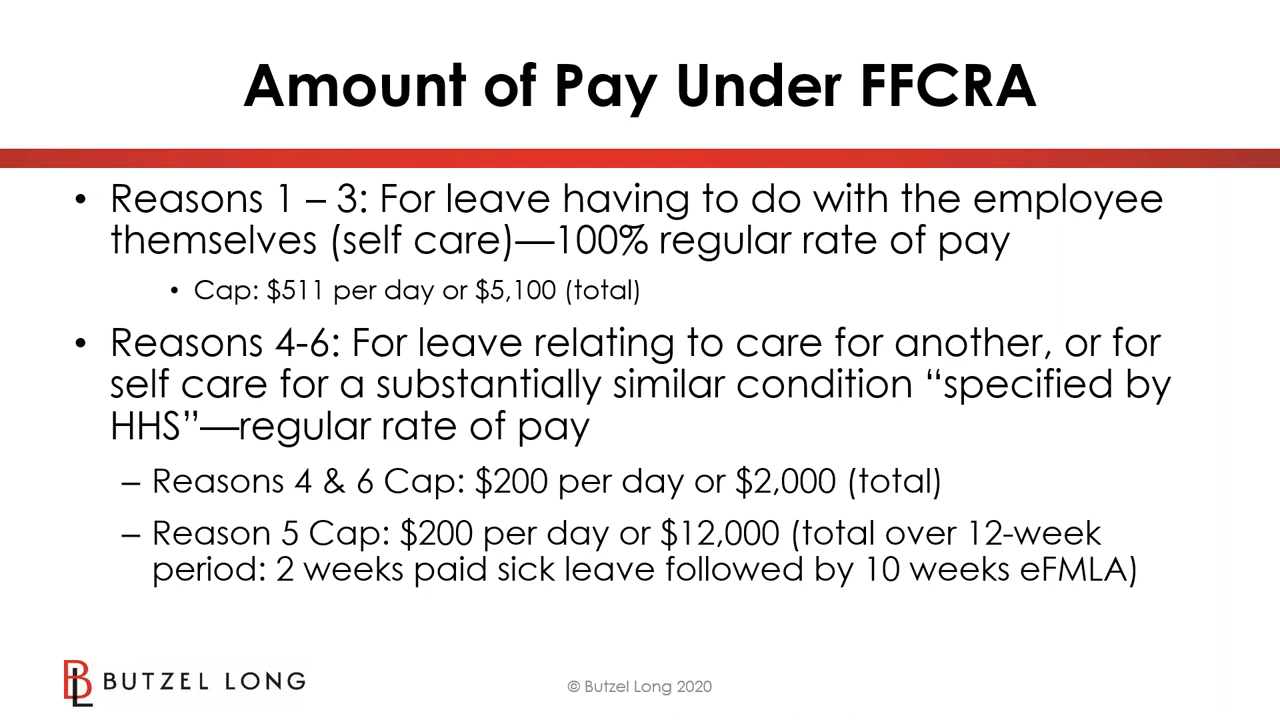 Amount of Pay Under FFCRA
• Reasons 1 – 3: For leave having to do with the employee
themselves (self care)—100% regular rate of pay
• Cap: $511 per day or $5,100 (total)
• Reasons 4-6: For leave relating to care for another, or for
self care for a substantially similar condition “specified by
HHS”—regular rate of pay
– Reasons 4 & 6 Cap: $200 per day or $2,000 (total)
– Reason 5 Cap: $200 per day or $12,000 (total over 12-week
period: 2 weeks paid sick leave followed by 10 weeks eFMLA)
BL BUTZEL LONG
© Butzel Long 2020